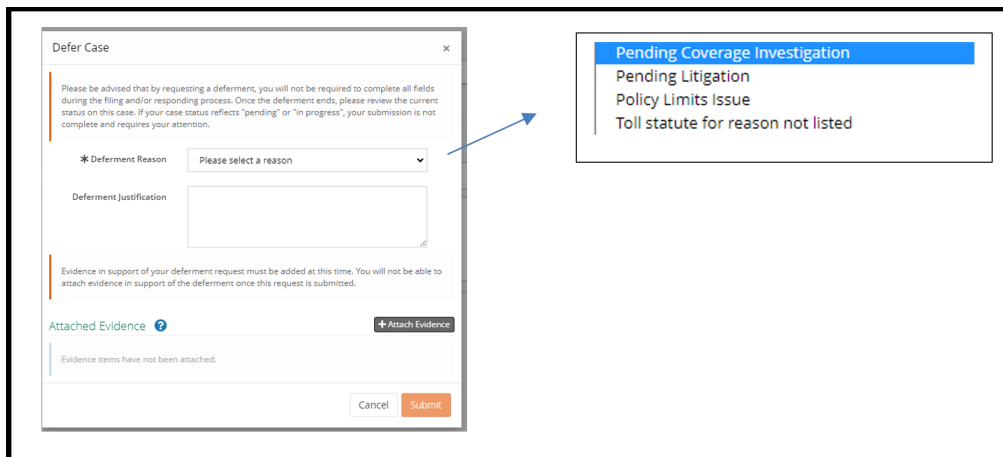 Defer Case
×
Please be advised that by requesting a deferment, you will not be required to complete all fields
during the filing and/or responding process. Once the deferment ends, please review the current
status on this case. If your case status reflects "pending" or "in progress", your submission is not
complete and requires your attention.
* Deferment Reason
Please select a reason
Deferment Justification
Evidence in support of your deferment request must be added at this time. You will not be able to
attach evidence in support of the deferment once this request is submitted.
Attached Evidence ?
+ Attach Evidence
Evidence items have not been attached.
Cancel
Submit
Pending Coverage Investigation
Pending Litigation
Policy Limits Issue
Toll statute for reason not listed